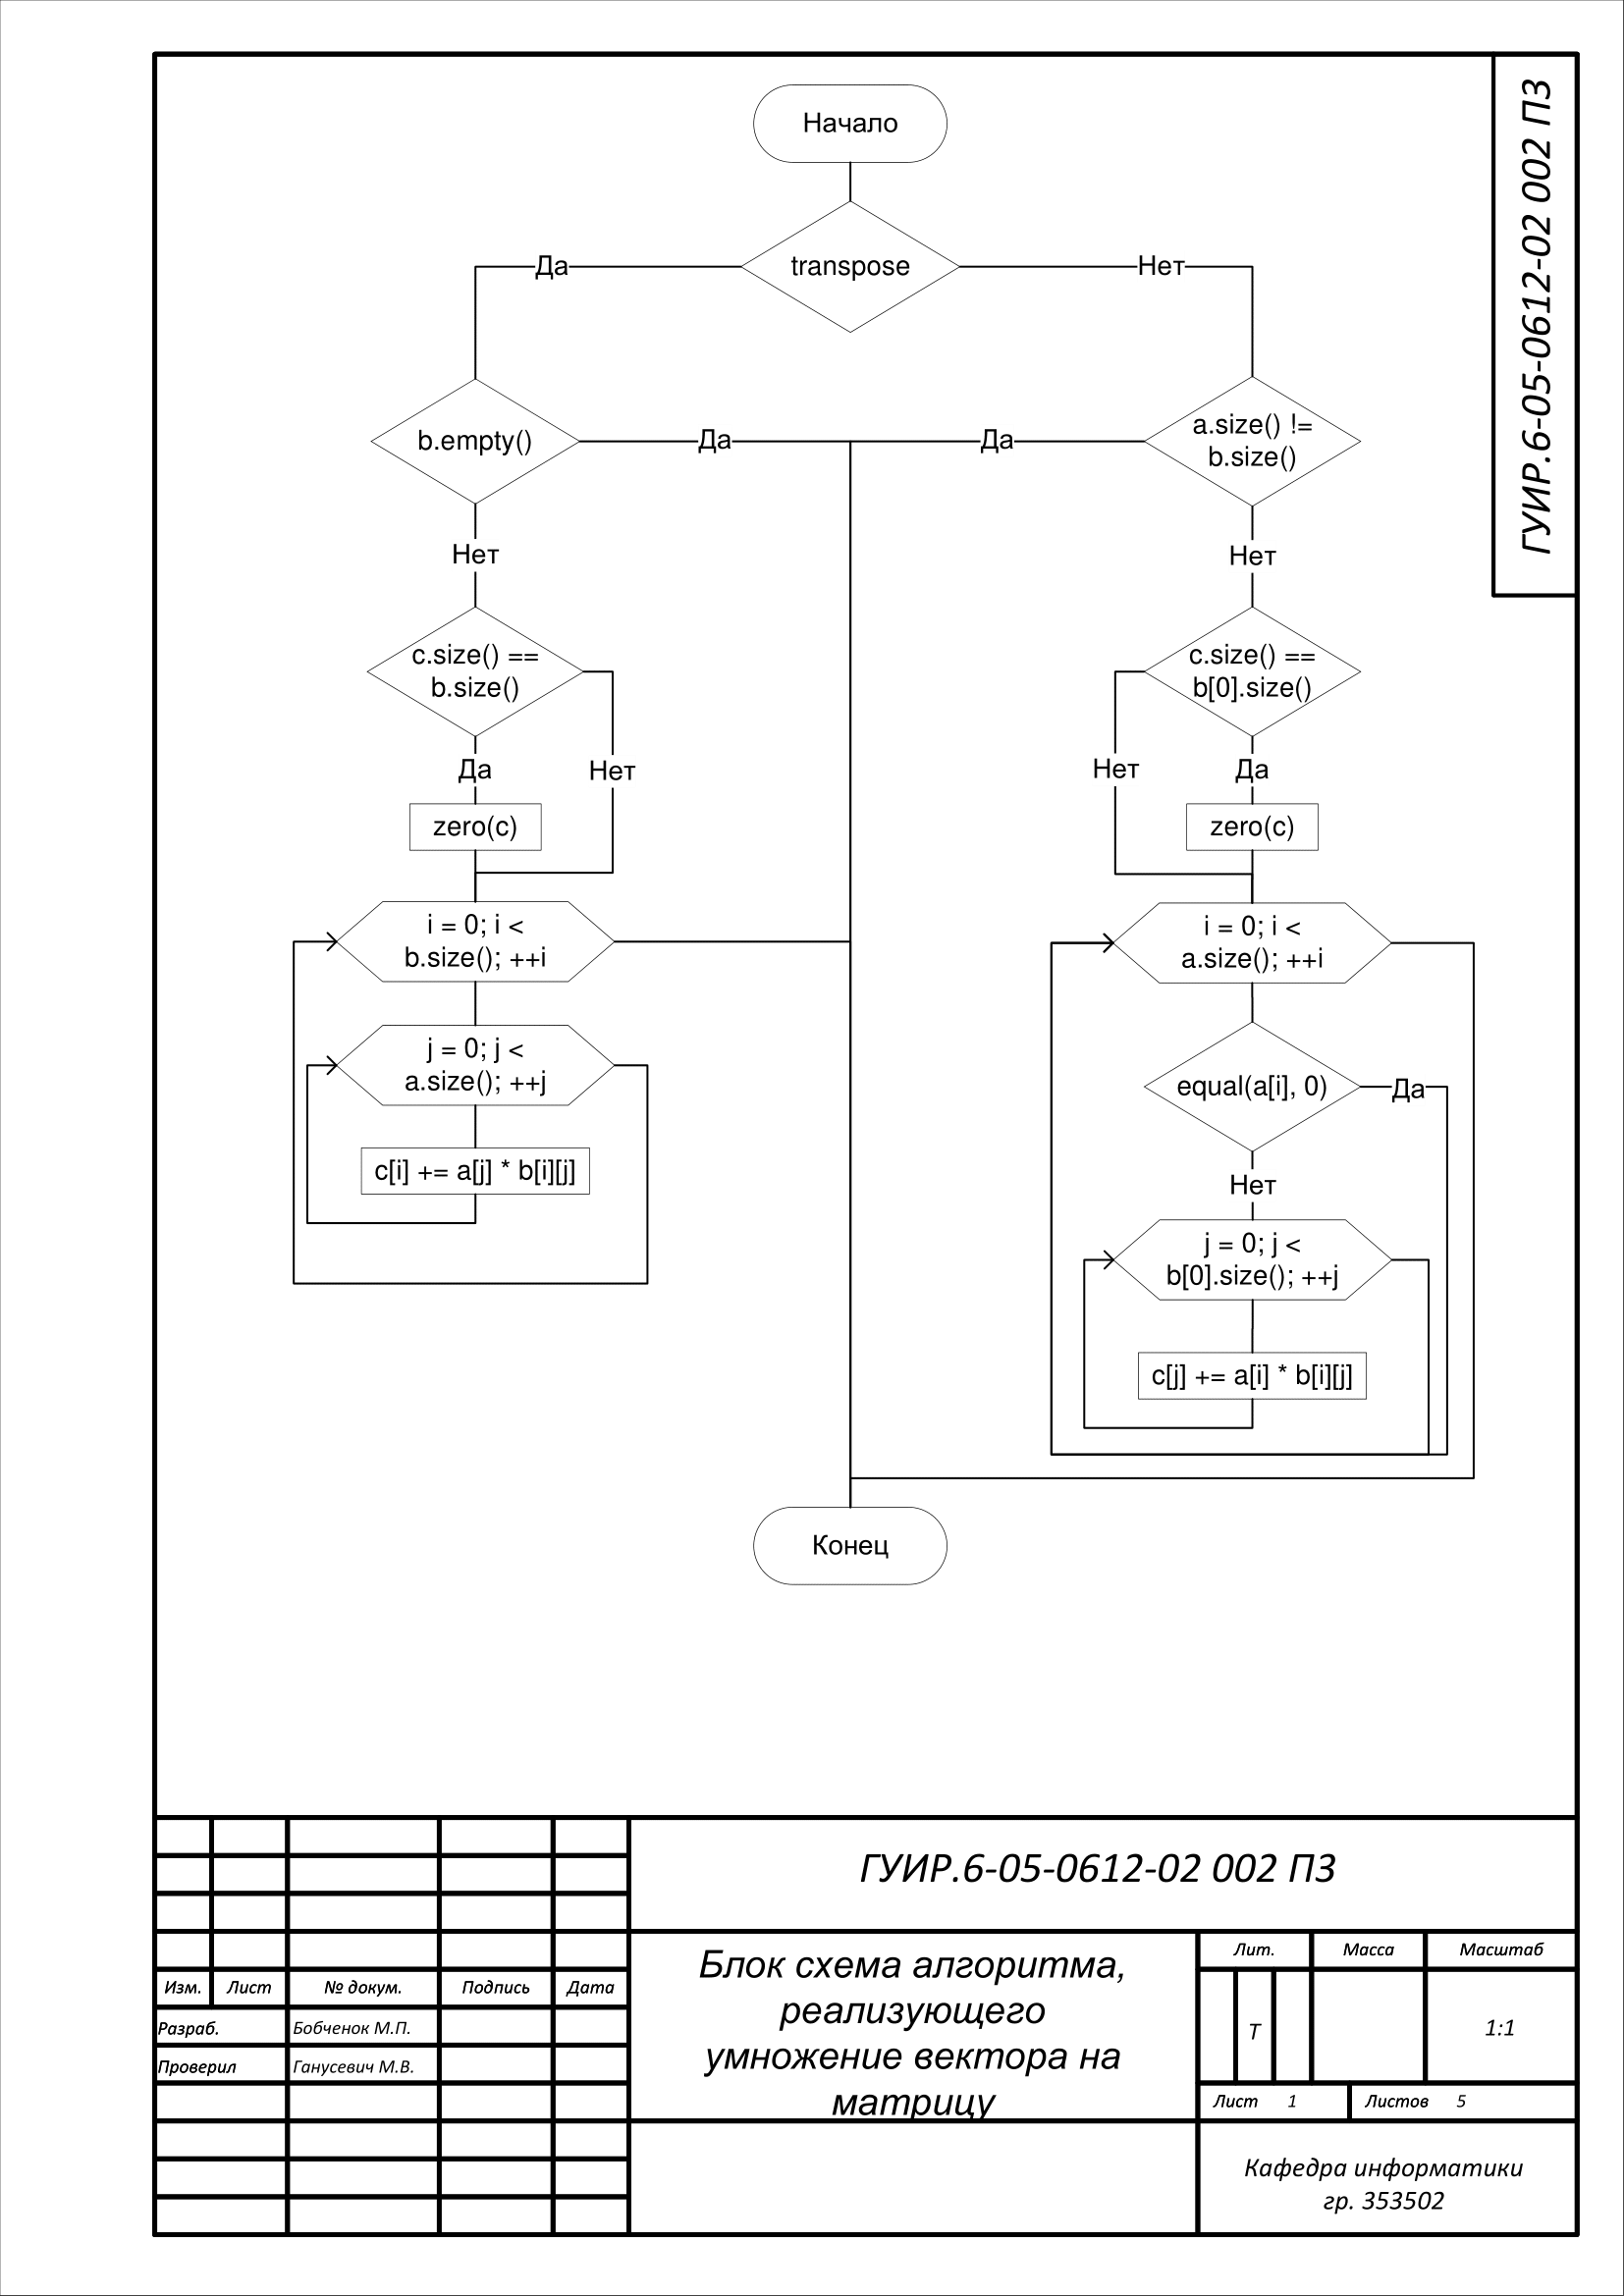 ГУИР.6-05-0612-02 002 ПЗ
Начало
transpose
Да
Нет
b.empty()
Да
Да
a.size() !=
b.size()
Нет
Нет
c.size() ==
b.size()
c.size() ==
b[0].size()
Да
Нет
Нет
Да
zero(c)
zero(c)
i = 0; i <
b.size(); ++i
i = 0; i <
a.size(); ++i
j = 0; j <
a.size(); ++j
equal(a[i], 0)
Да
c[i] += a[j] * b[i][j]
Нет
j = 0; j <
b[0].size(); ++j
c[j] += a[i] * b[i][j]
Конец
ГУИР.6-05-0612-02 002 ПЗ
Блок схема алгоритма,
реализующего
умножение вектора на
матрицу
Лит.
Масса
Масштаб
Изм.
Лист
№ докум.
Подпись
Дата
Разраб.
Бобченок М.П.
Т
1:1
Проверил
Ганусевич М.В.
Лист 1
Листов 5
Кафедра информатики
гр. 353502